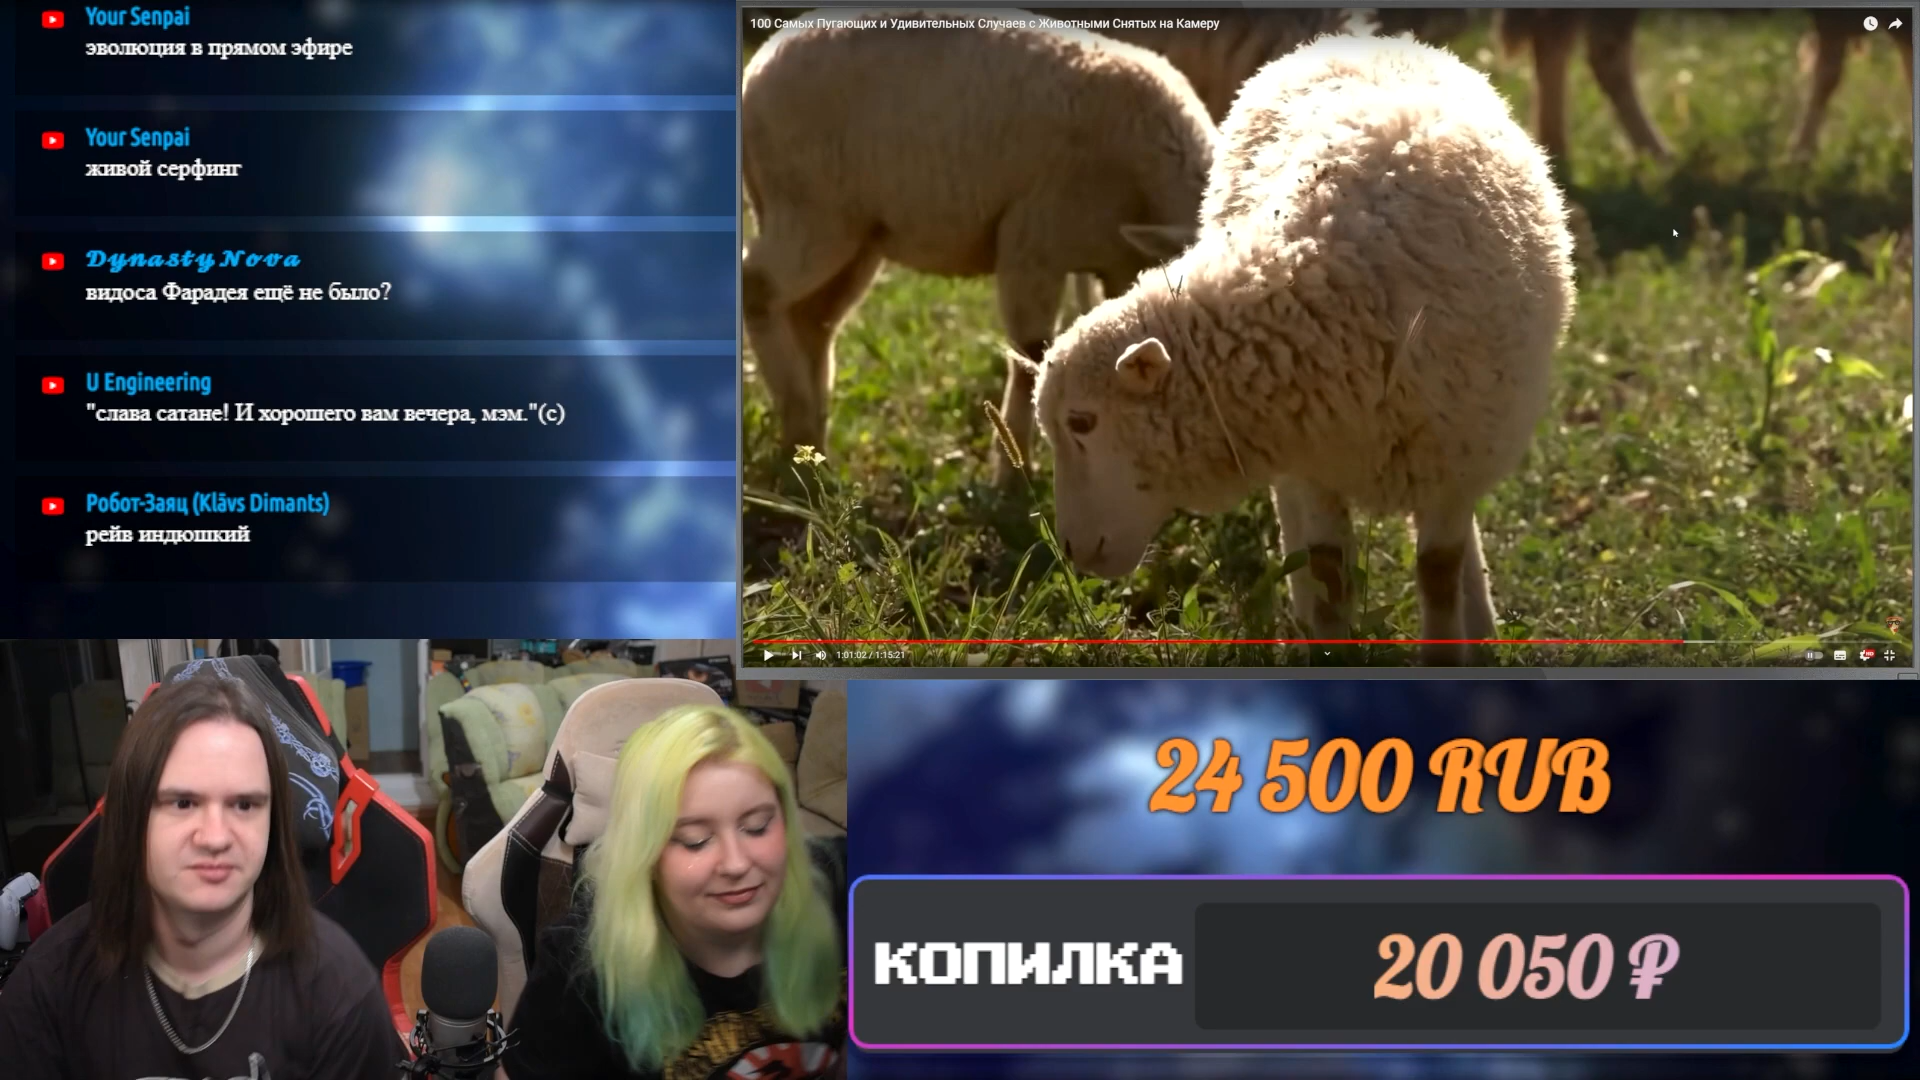 Your Senpai
эволюция в прямом эфире
Your Senpai
живой серфинг
Dynasty Nova
видоса Фарадея ещё не было?
U Engineering
"слава сатане! И хорошего вам вечера, мэм."(с)
Робот-Заяц (Klāvs Dimants)
рейв индюшкий
100 Самых Пугающих и Удивительных Случаев с Животными Снятых на Камеру
1:01:02 / 1:15:21
24 500 RUB
КОПИЛКА
20 050 ₽